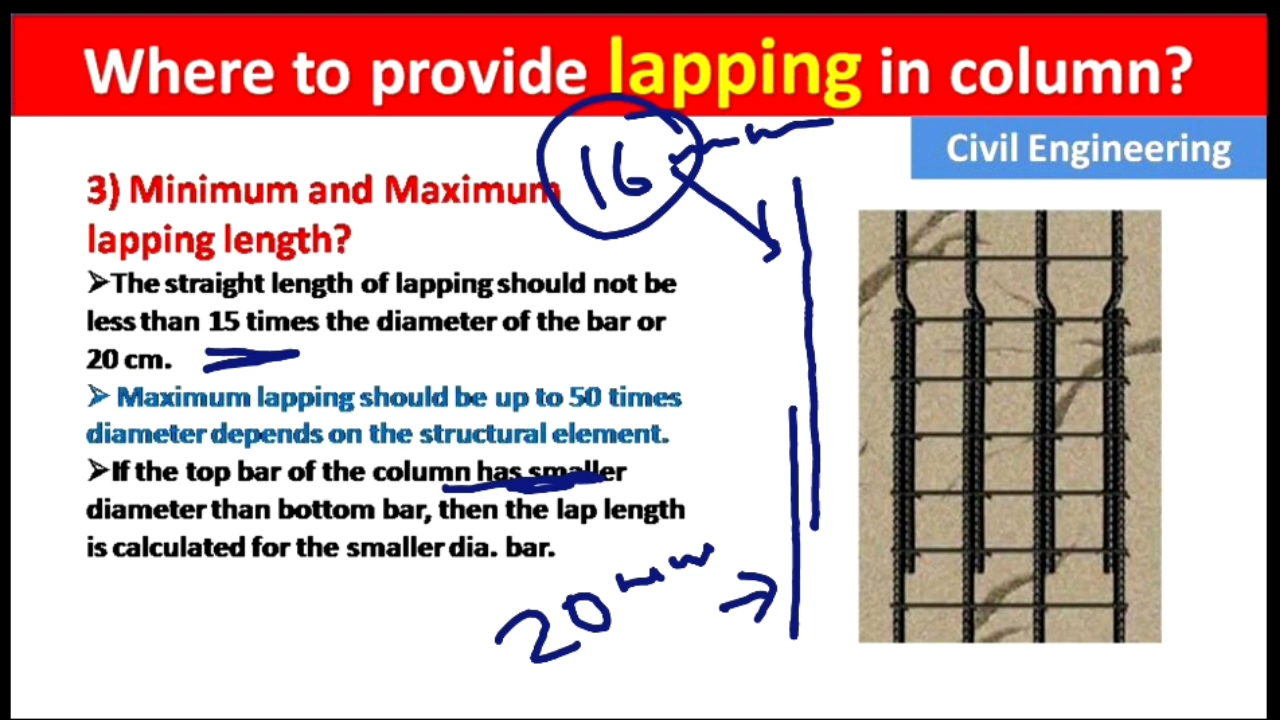 Where to provide lapping in column?
Civil Engineering
16 mm
3) Minimum and Maximum
lapping length?
➤The straight length of lapping should not be
less than 15 times the diameter of the bar or
20 cm.
➤ Maximum lapping should be up to 50 times
diameter depends on the structural element.
➤If the top bar of the column has smaller
diameter than bottom bar, then the lap length
is calculated for the smaller dia. bar.
20 mm